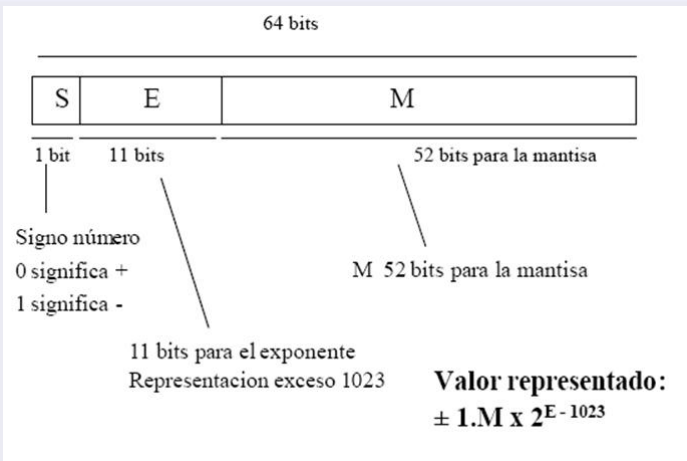 64 bits
S E M
1 bit 11 bits 52 bits para la mantisa
Signo número
0 significa +
1 significa -
M 52 bits para la mantisa
11 bits para el exponente
Representacion exceso 1023
Valor representado:
± 1.M x 2^E - 1023